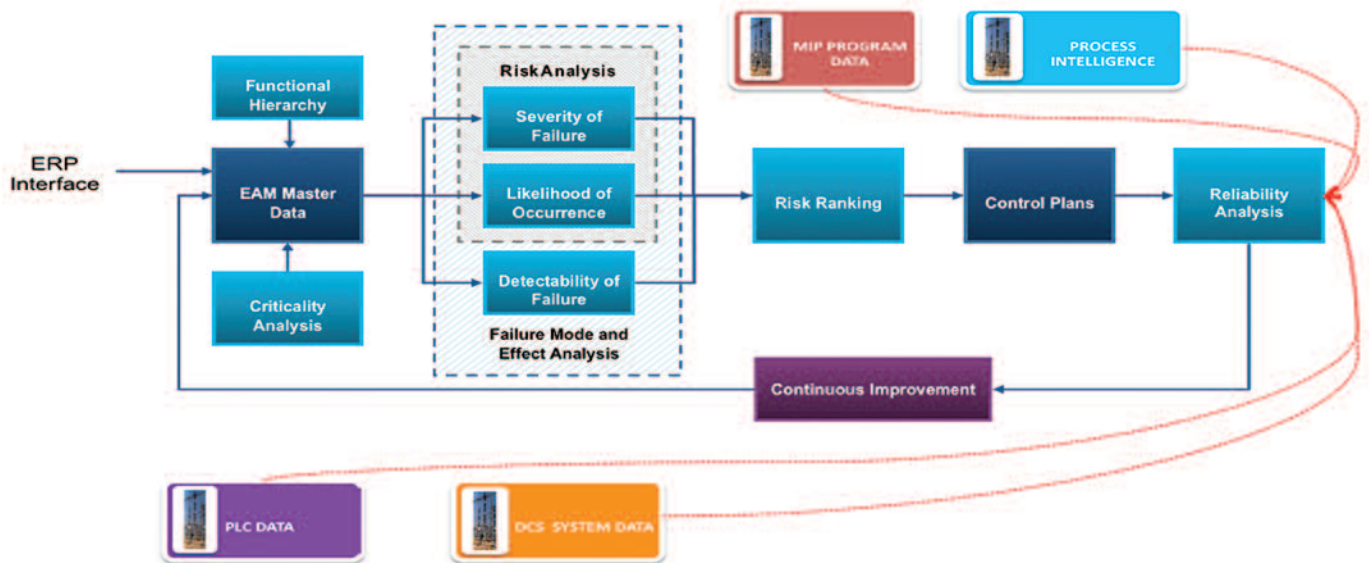 MIP PROGRAM
DATA
PROCESS
INTELLIGENCE
Functional
Hierarchy
RiskAnalysis
Severity of
Failure
ERP
Interface
EAM Master
Data
Likelihood of
Occurrence
Risk Ranking
Control Plans
Reliability
Analysis
Criticality
Analysis
Detectability of
Failure
Failure Mode and
Effect Analysis
Continuous Improvement
PLC DATA
DCS SYSTEM DATA